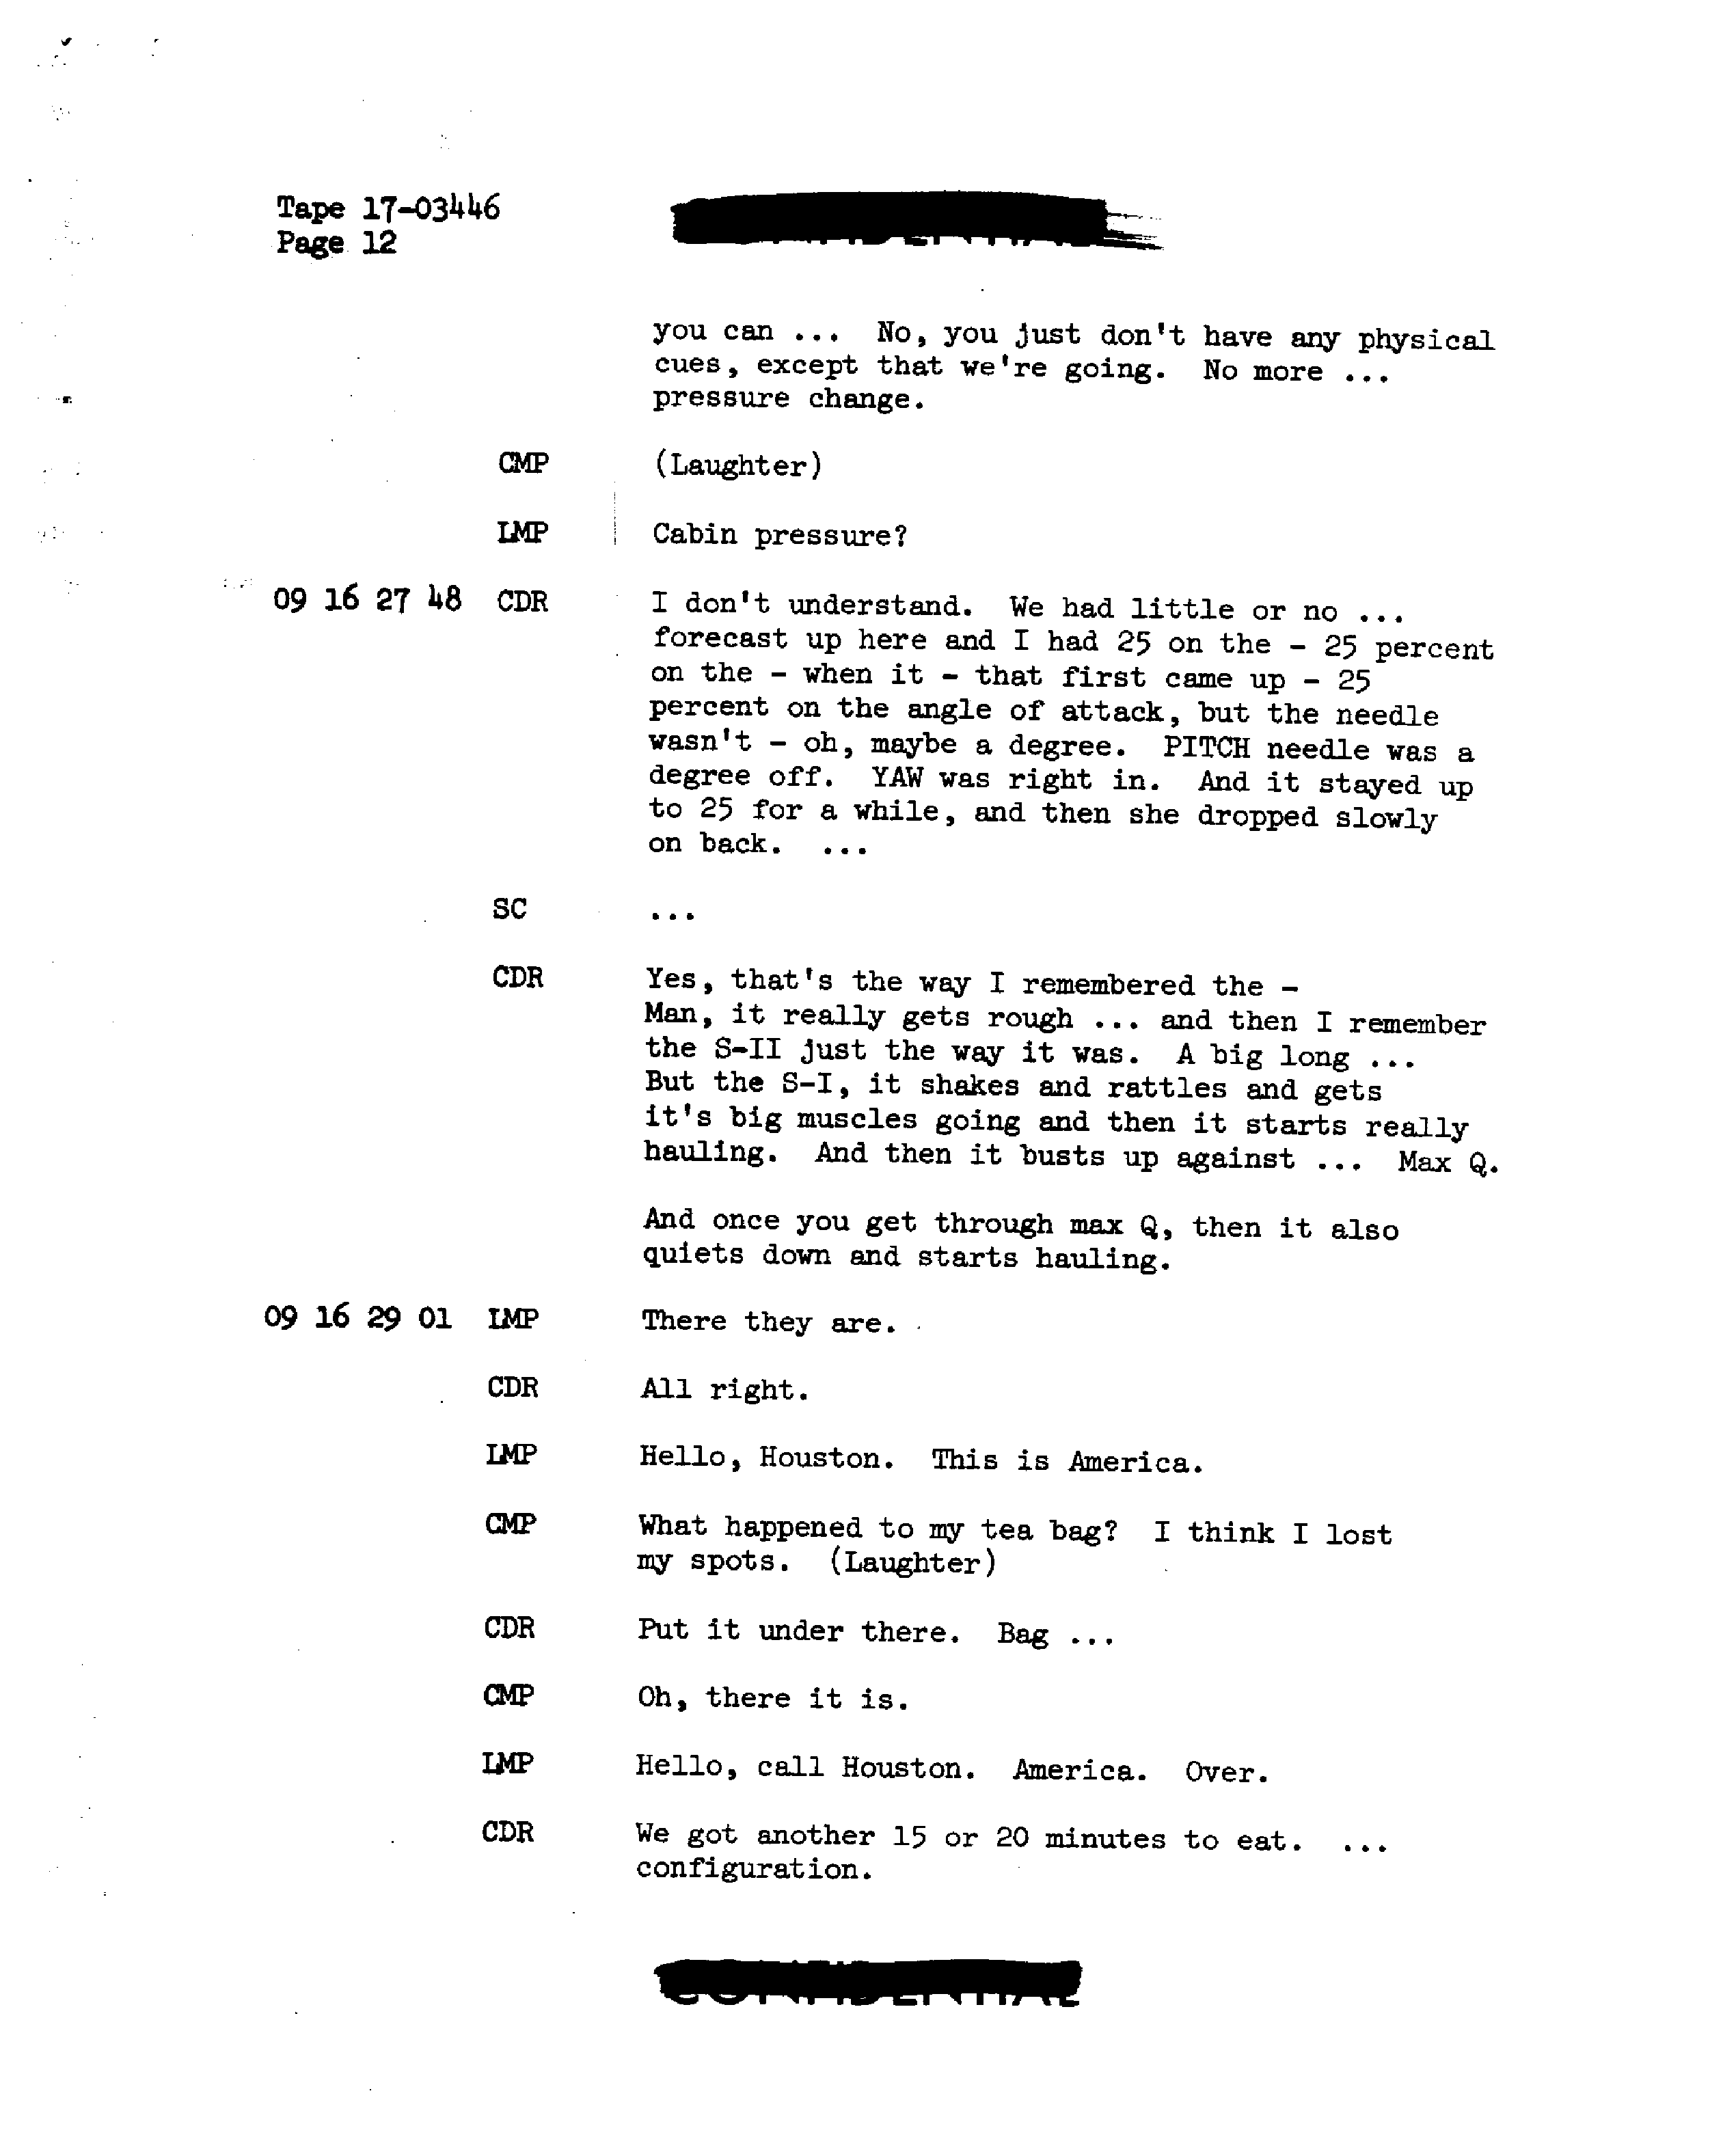 Tape 17-03446
Page 12
you can ... No, you just don't have any physical
cues, except that we're going. No more ...
pressure change.
CMP (Laughter)
LMP Cabin pressure?
09 16 27 48 CDR I don't understand. We had little or no ...
forecast up here and I had 25 on the - 25 percent
on the - when it - that first came up - 25
percent on the angle of attack, but the needle
wasn't - oh, maybe a degree. PITCH needle was a
degree off. YAW was right in. And it stayed up
to 25 for a while, and then she dropped slowly
on back. ...
SC ...
CDR Yes, that's the way I remembered the -
Man, it really gets rough ... and then I remember
the S-II just the way it was. A big long ...
But the S-I, it shakes and rattles and gets
it's big muscles going and then it starts really
hauling. And then it busts up against ... Max Q.
And once you get through max Q, then it also
quiets down and starts hauling.
09 16 29 01 LMP There they are.
CDR All right.
LMP Hello, Houston. This is America.
CMP What happened to my tea bag? I think I lost
my spots. (Laughter)
CDR Put it under there. Bag ...
CMP Oh, there it is.
LMP Hello, call Houston. America. Over.
CDR We got another 15 or 20 minutes to eat. ...
configuration.
CONFIDENTIAL